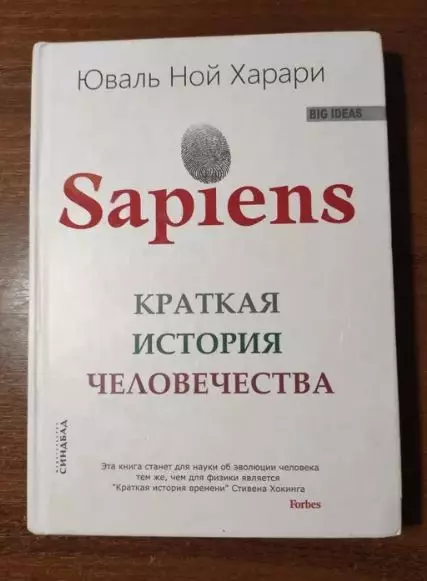 Юваль Ной Харари
BIG IDEAS
Sapiens
КРАТКАЯ
ИСТОРИЯ
ЧЕЛОВЕЧЕСТВА
ИЗДАТЕЛЬСТВО
СИНДБАД
Эта книга станет для науки об эволюции человека
тем же, чем для физики является
"Краткая история времени" Стивена Хокинга
Forbes